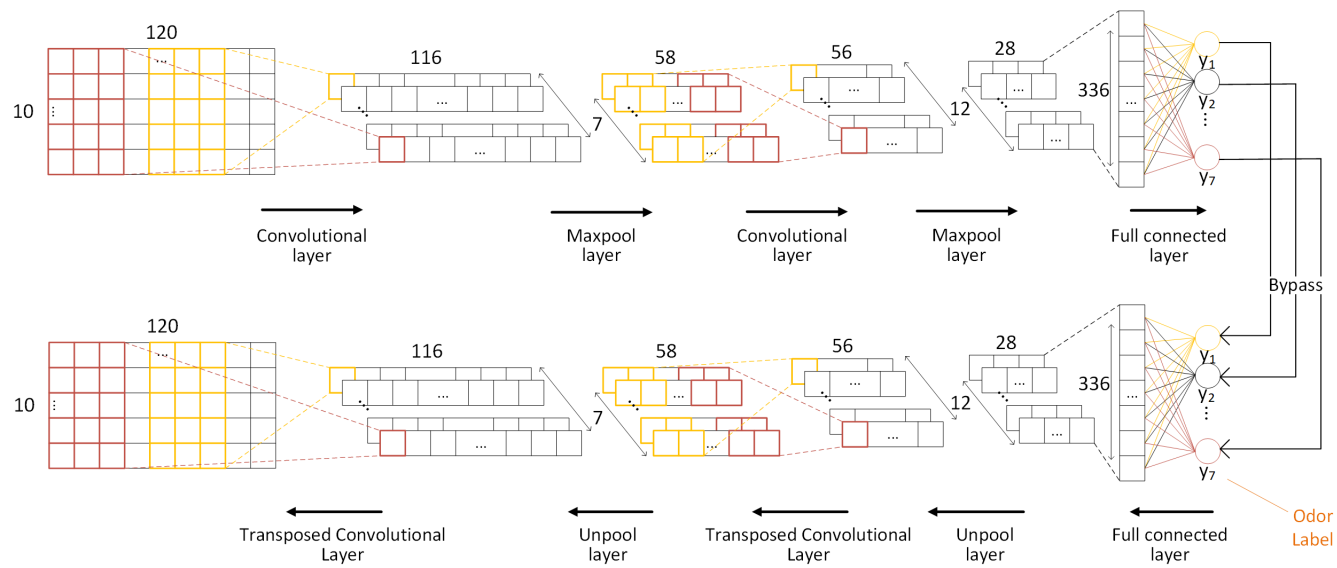 120
116
58
56
28
10
...
⋮
...
...
7
...
...
...
...
12
...
...
336
...
y1
y2
⋮
y7
Convolutional
layer
Maxpool
layer
Convolutional
layer
Maxpool
layer
Full connected
layer
Bypass
120
116
58
56
28
10
...
⋮
...
...
7
...
...
...
...
12
...
...
336
...
y1
y2
⋮
y7
Transposed Convolutional
Layer
Unpool
layer
Transposed Convolutional
Layer
Unpool
layer
Full connected
layer
Odor
Label